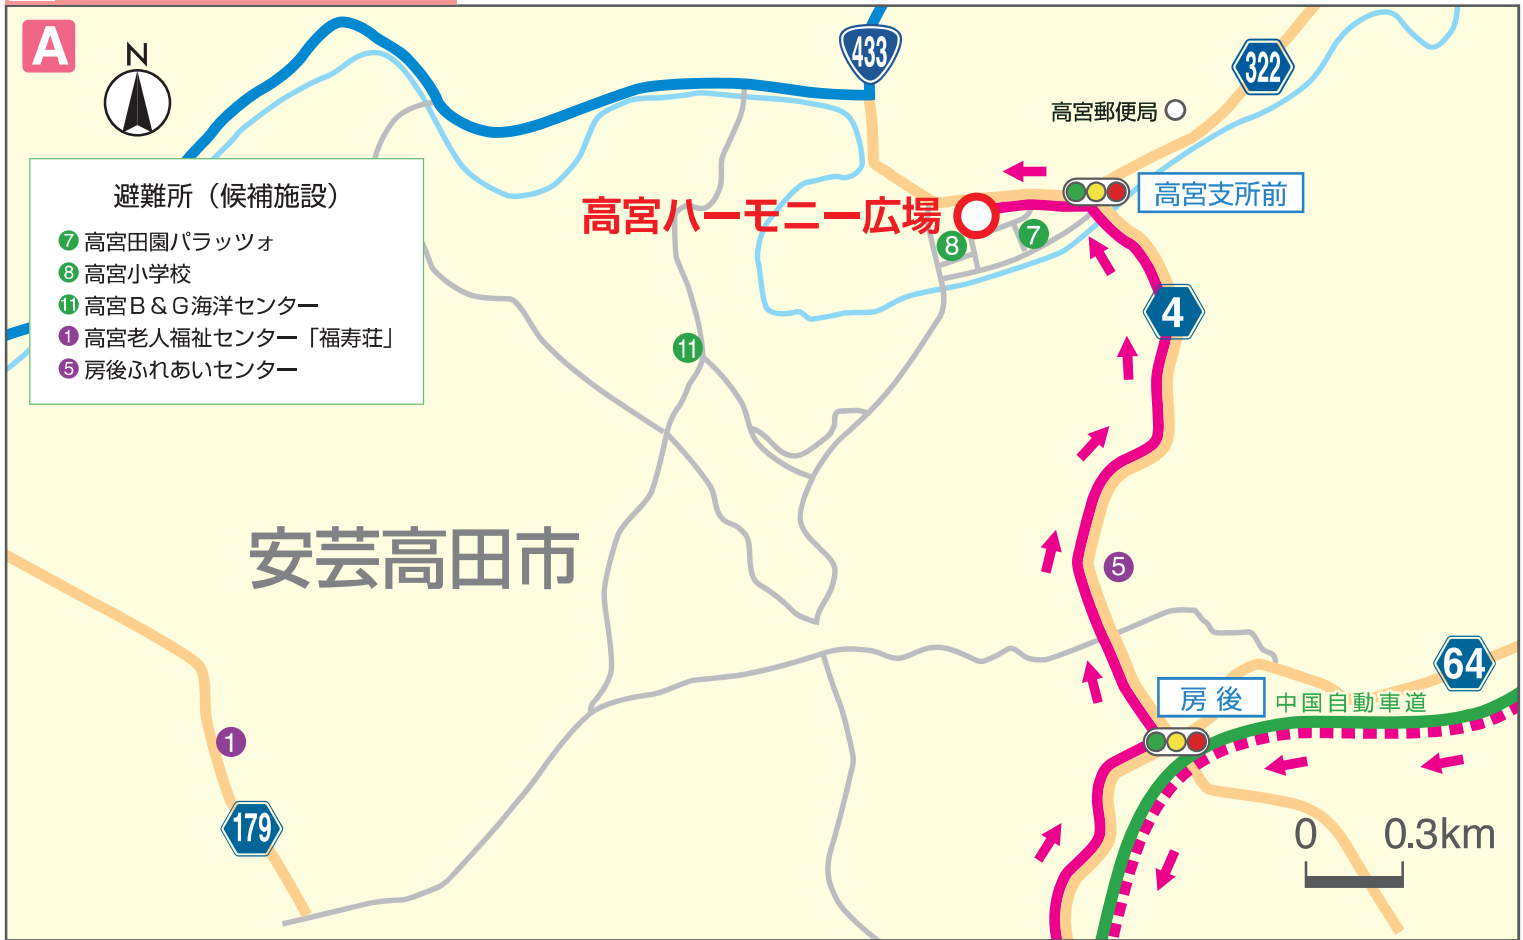 A
N
433
322
高宮郵便局
避難所（候補施設）
7 高宮田園パラッツォ
8 高宮小学校
11 高宮B＆G海洋センター
1 高宮老人福祉センター「福寿荘」
5 房後ふれあいセンター
高宮支所前
高宮ハーモニー広場
8
7
4
11
安芸高田市
5
64
房後
中国自動車道
1
179
0 0.3km